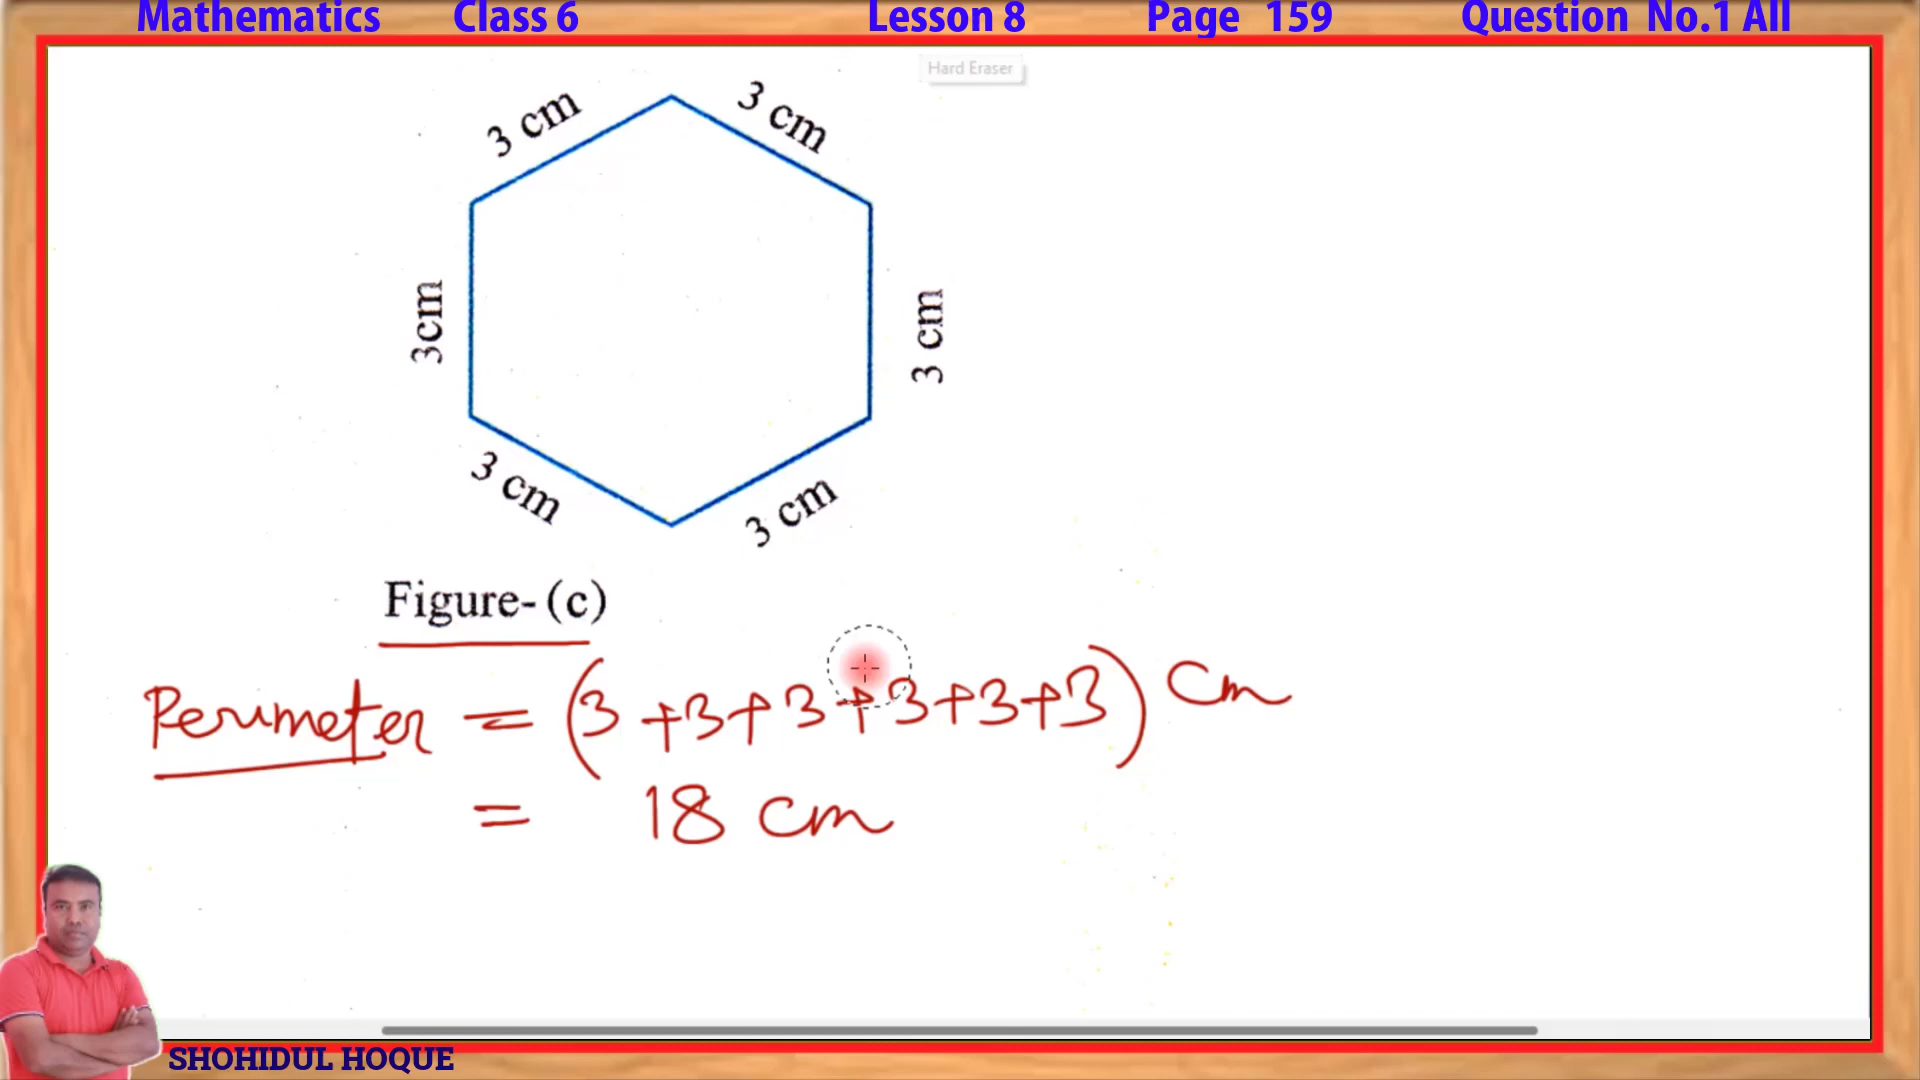 Mathematics Class 6 Lesson 8 Page 159 Question No.1 All
Hard Eraser
3 cm
3 cm
3cm
3 cm
3 cm
3 cm
Figure-(c)
Perimeter = (3+3+3+3+3+3) cm
= 18 cm
SHOHIDUL HOQUE